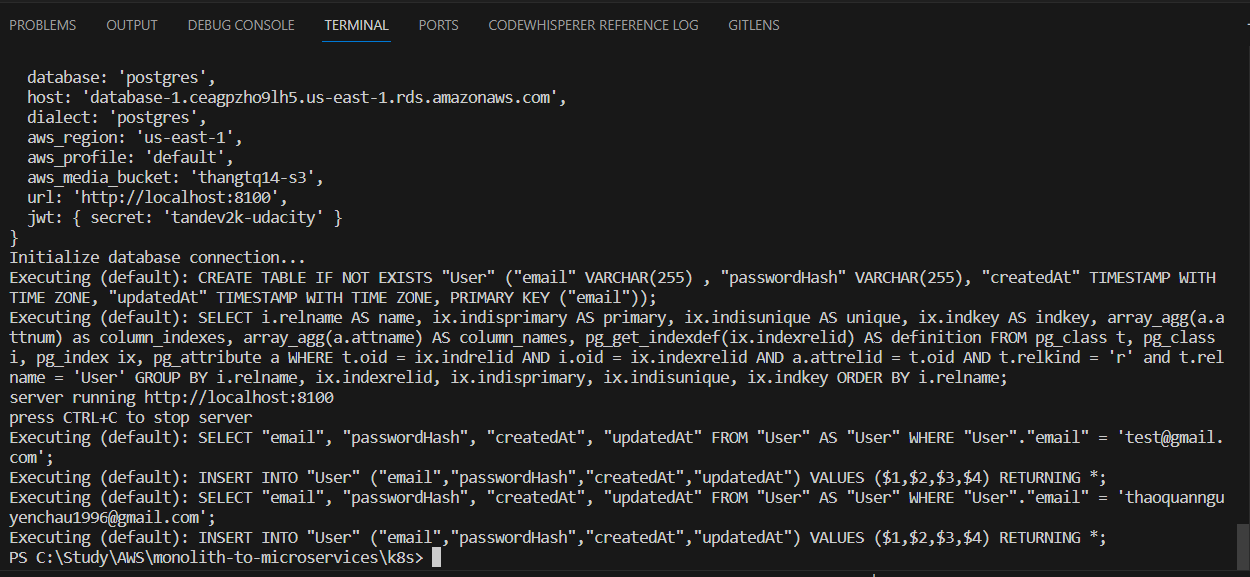 PROBLEMS OUTPUT DEBUG CONSOLE TERMINAL PORTS CODEWHISPERER REFERENCE LOG GITLENS
database: 'postgres',
host: 'database-1.ceagpzho9lh5.us-east-1.rds.amazonaws.com',
dialect: 'postgres',
aws_region: 'us-east-1',
aws_profile: 'default',
aws_media_bucket: 'thangtq14-s3',
url: 'http://localhost:8100',
jwt: { secret: 'tandev2k-udacity' }
}
Initialize database connection...
Executing (default): CREATE TABLE IF NOT EXISTS "User" ("email" VARCHAR(255) , "passwordHash" VARCHAR(255), "createdAt" TIMESTAMP WITH
TIME ZONE, "updatedAt" TIMESTAMP WITH TIME ZONE, PRIMARY KEY ("email"));
Executing (default): SELECT i.relname AS name, ix.indisprimary AS primary, ix.indisunique AS unique, ix.indkey AS indkey, array_agg(a.a
ttnum) as column_indexes, array_agg(a.attname) AS column_names, pg_get_indexdef(ix.indexrelid) AS definition FROM pg_class t, pg_class
i, pg_index ix, pg_attribute a WHERE t.oid = ix.indrelid AND i.oid = ix.indexrelid AND a.attrelid = t.oid AND t.relkind = 'r' and t.rel
name = 'User' GROUP BY i.relname, ix.indexrelid, ix.indisprimary, ix.indisunique, ix.indkey ORDER BY i.relname;
server running http://localhost:8100
press CTRL+C to stop server
Executing (default): SELECT "email", "passwordHash", "createdAt", "updatedAt" FROM "User" AS "User" WHERE "User"."email" = 'test@gmail.
com';
Executing (default): INSERT INTO "User" ("email","passwordHash","createdAt","updatedAt") VALUES ($1,$2,$3,$4) RETURNING *;
Executing (default): SELECT "email", "passwordHash", "createdAt", "updatedAt" FROM "User" AS "User" WHERE "User"."email" = 'thaoquanngu
yenchau1996@gmail.com';
Executing (default): INSERT INTO "User" ("email","passwordHash","createdAt","updatedAt") VALUES ($1,$2,$3,$4) RETURNING *;
PS C:\Study\AWS\monolith-to-microservices\k8s>